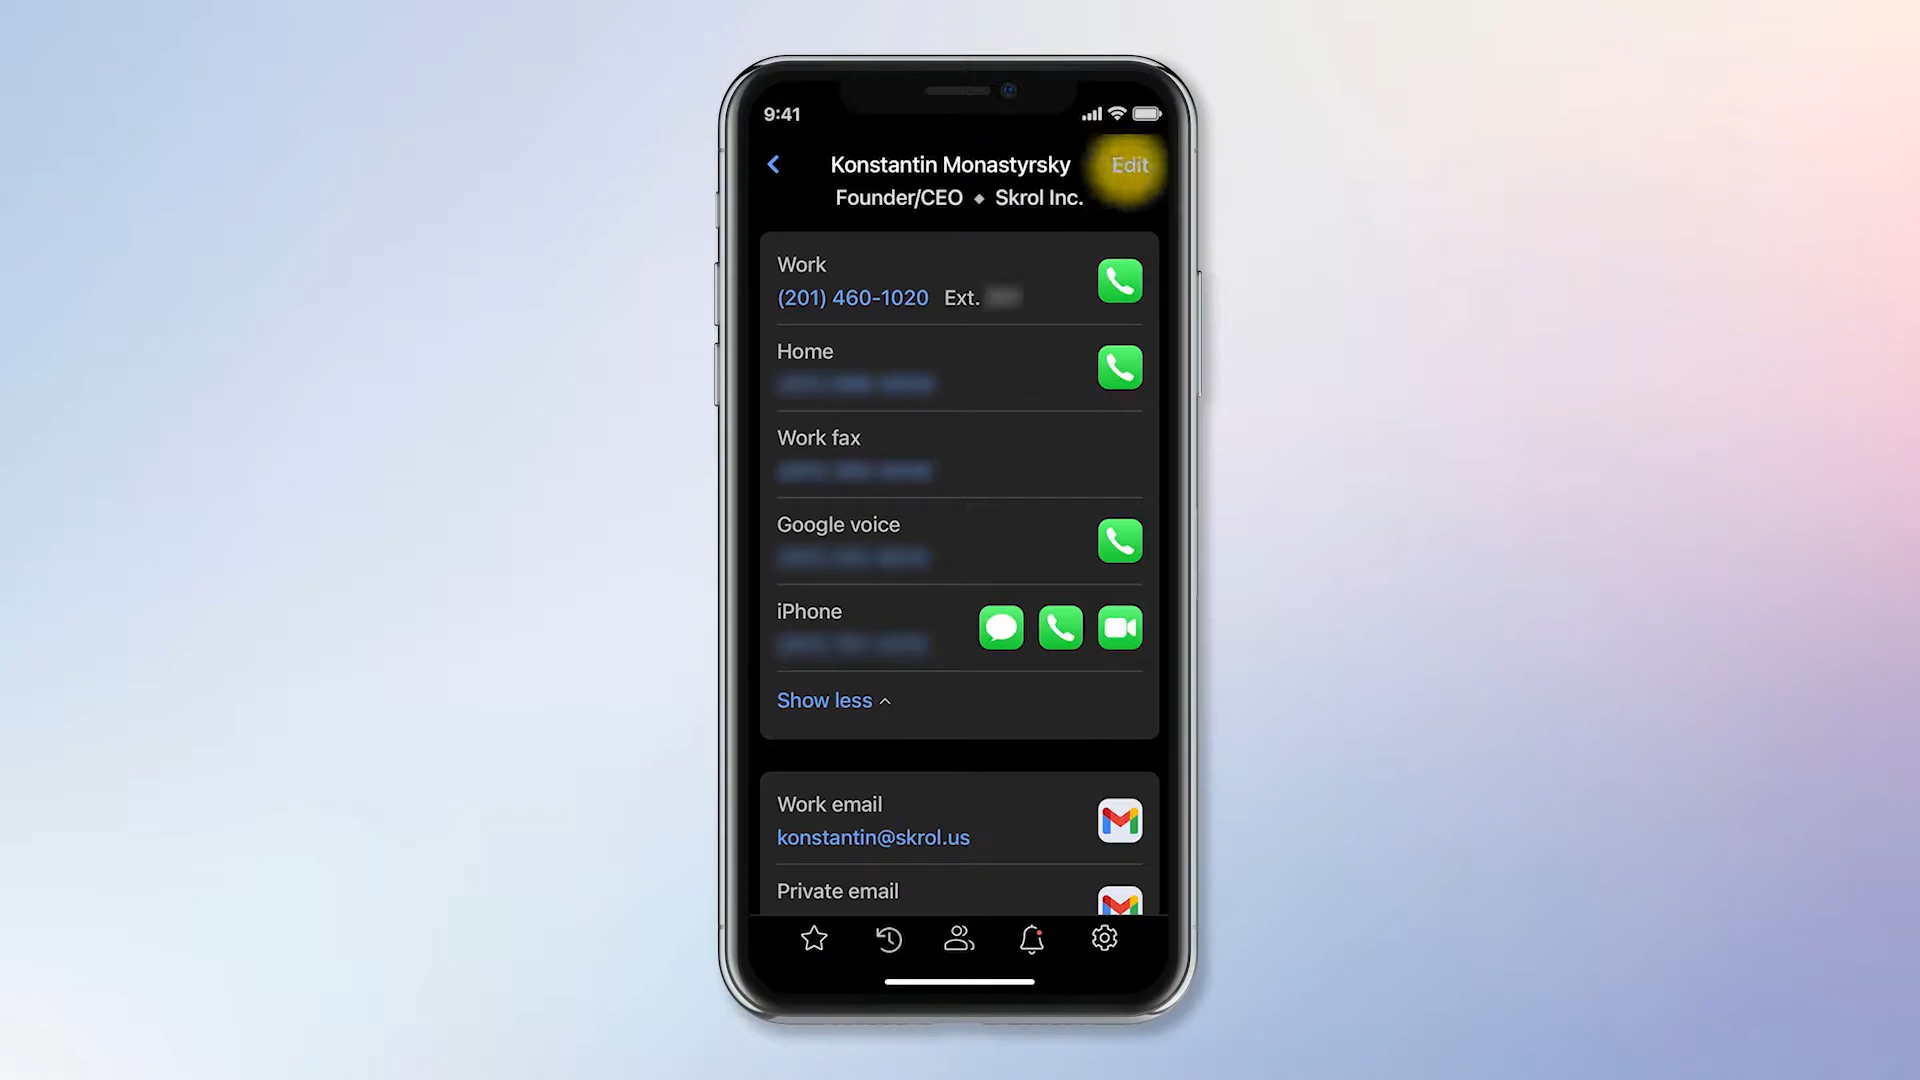 9:41
Konstantin Monastyrsky
Edit
Founder/CEO ◆ Skrol Inc.
Work
(201) 460-1020 Ext.
Home
Work fax
Google voice
iPhone
Show less
Work email
konstantin@skrol.us
Private email